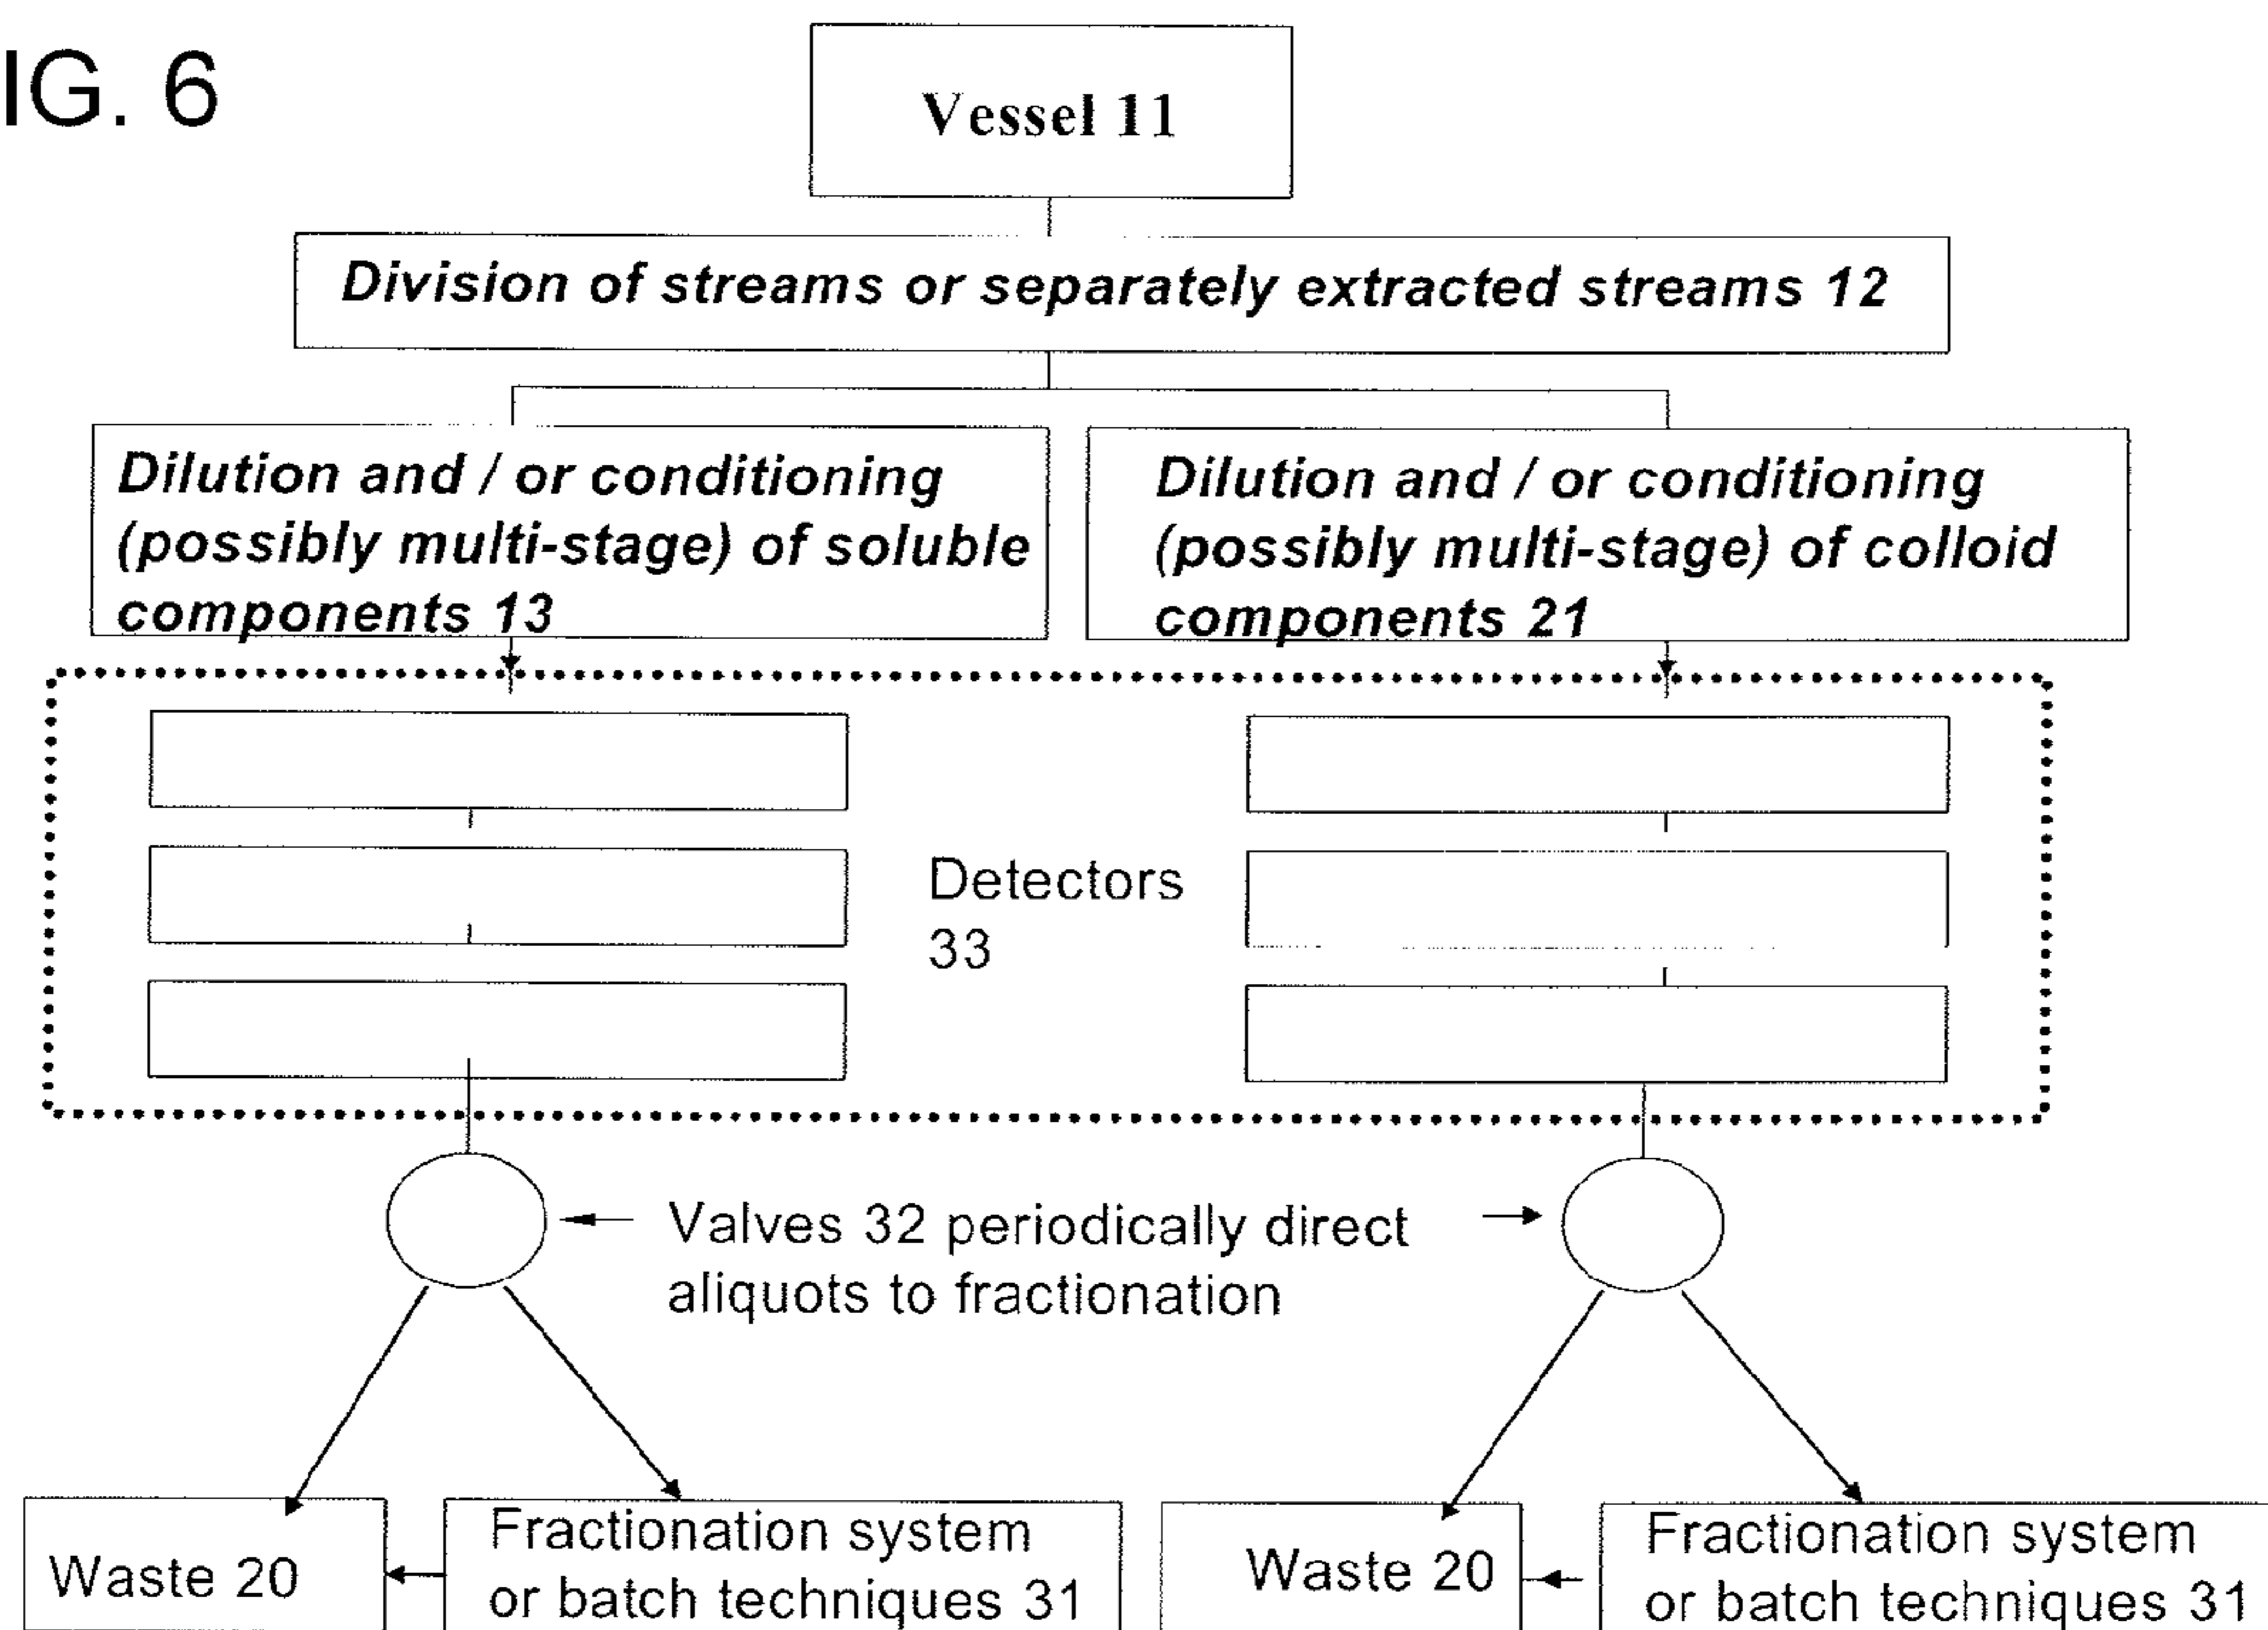 IG. 6
Vessel 11
Division of streams or separately extracted streams 12
Dilution and / or conditioning
(possibly multi-stage) of soluble
components 13
Dilution and / or conditioning
(possibly multi-stage) of colloid
components 21
Detectors
33
Valves 32 periodically direct
aliquots to fractionation
Waste 20
Fractionation system
or batch techniques 31
Waste 20
Fractionation system
or batch techniques 31